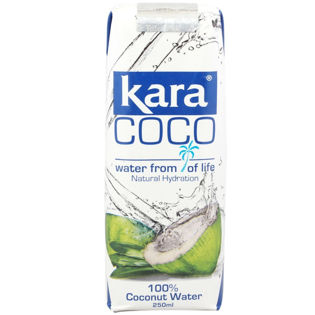 kara®
COCO
water from of life
Natural Hydration
100%
Coconut Water
250ml